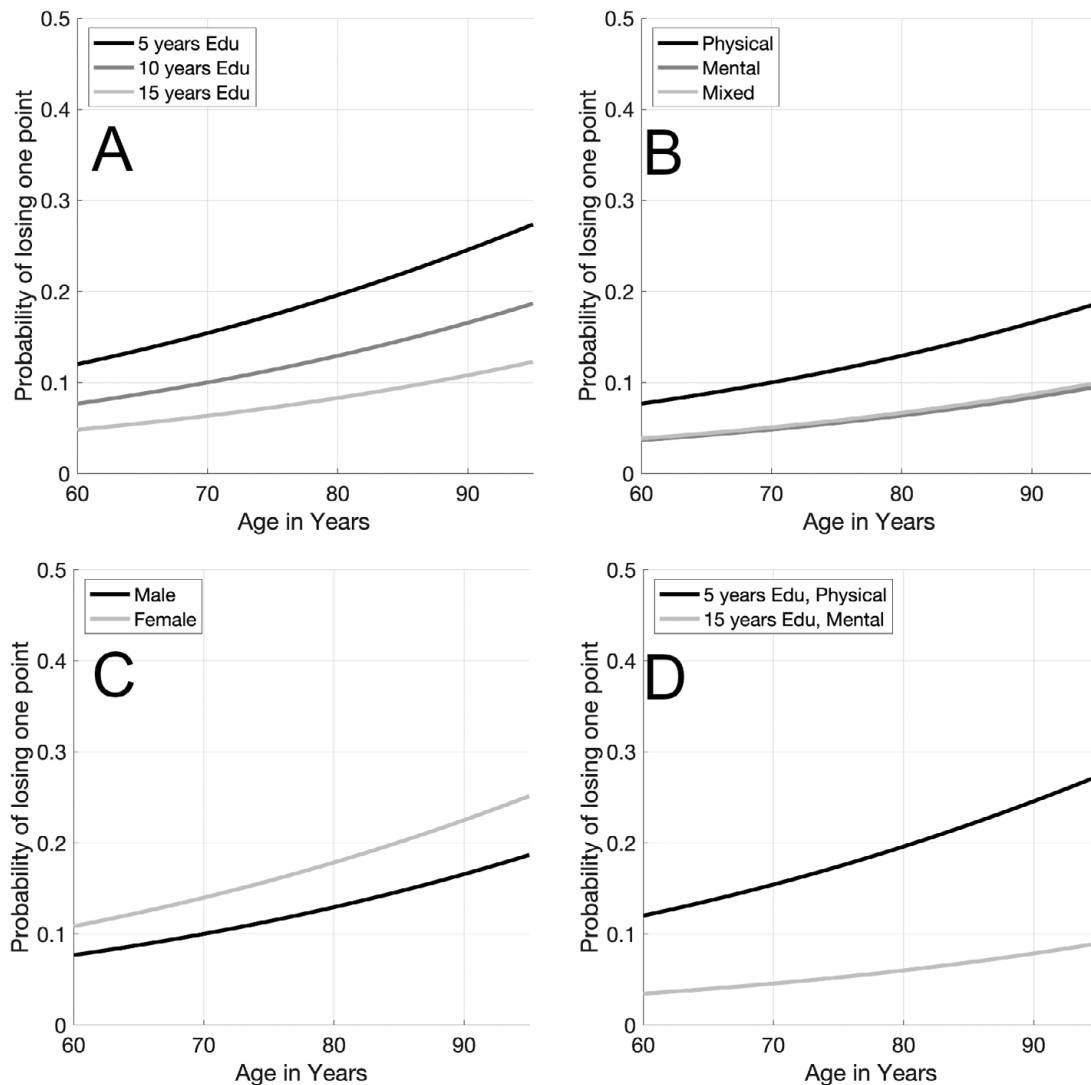 0.5
5 years Edu
10 years Edu
15 years Edu
0.4
A
0.3
0.2
0.1
0
60 70 80 90
Age in Years
Probability of losing one point
0.5
Physical
Mental
Mixed
0.4
B
0.3
0.2
0.1
0
60 70 80 90
Age in Years
Probability of losing one point
0.5
Male
Female
0.4
C
0.3
0.2
0.1
0
60 70 80 90
Age in Years
Probability of losing one point
0.5
5 years Edu, Physical
15 years Edu, Mental
0.4
D
0.3
0.2
0.1
0
60 70 80 90
Age in Years
Probability of losing one point